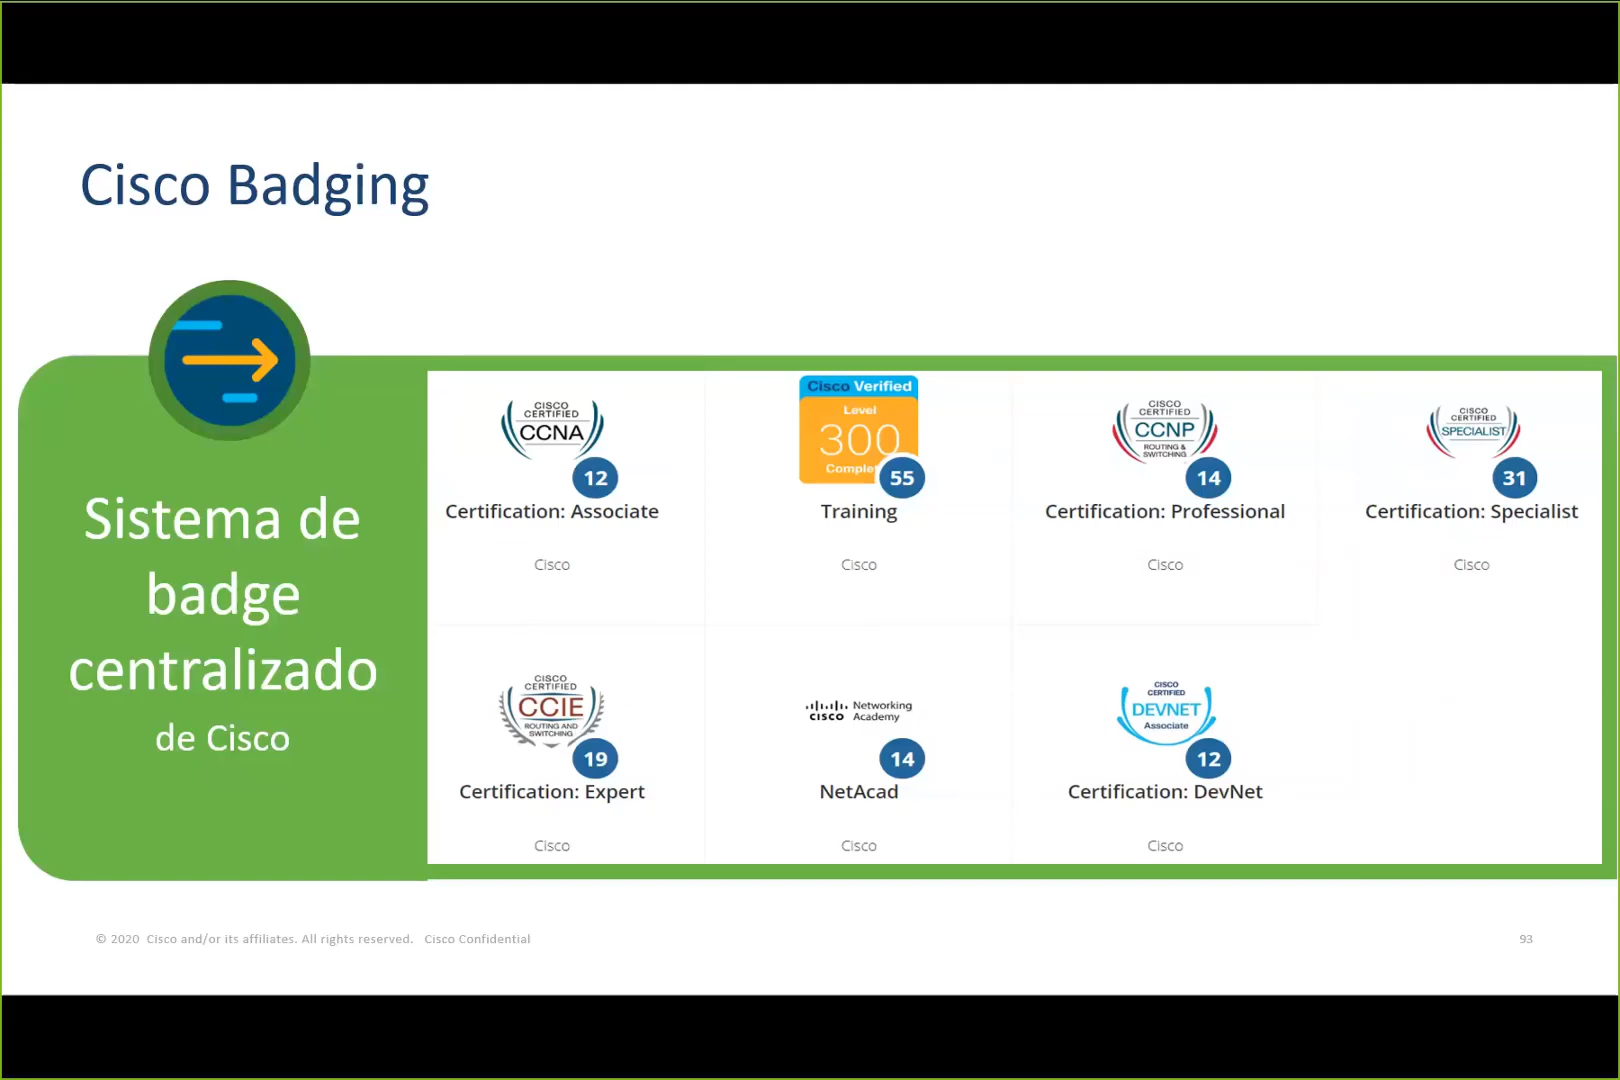 Cisco Badging
Sistema de
badge
centralizado
de Cisco
CISCO
CERTIFIED
CCNA
12
Certification: Associate
Cisco
Cisco Verified
Level
300
Comple
55
Training
Cisco
CISCO
CERTIFIED
CCNP
ROUTING &
SWITCHING
14
Certification: Professional
Cisco
CISCO
CERTIFIED
SPECIALIST
31
Certification: Specialist
Cisco
CISCO
CERTIFIED
CCIE
ROUTING AND
SWITCHING
19
Certification: Expert
Cisco
CISCO
Networking
Academy
14
NetAcad
Cisco
CISCO
CERTIFIED
DEVNET
Associate
12
Certification: DevNet
Cisco
© 2020 Cisco and/or its affiliates. All rights reserved. Cisco Confidential
93